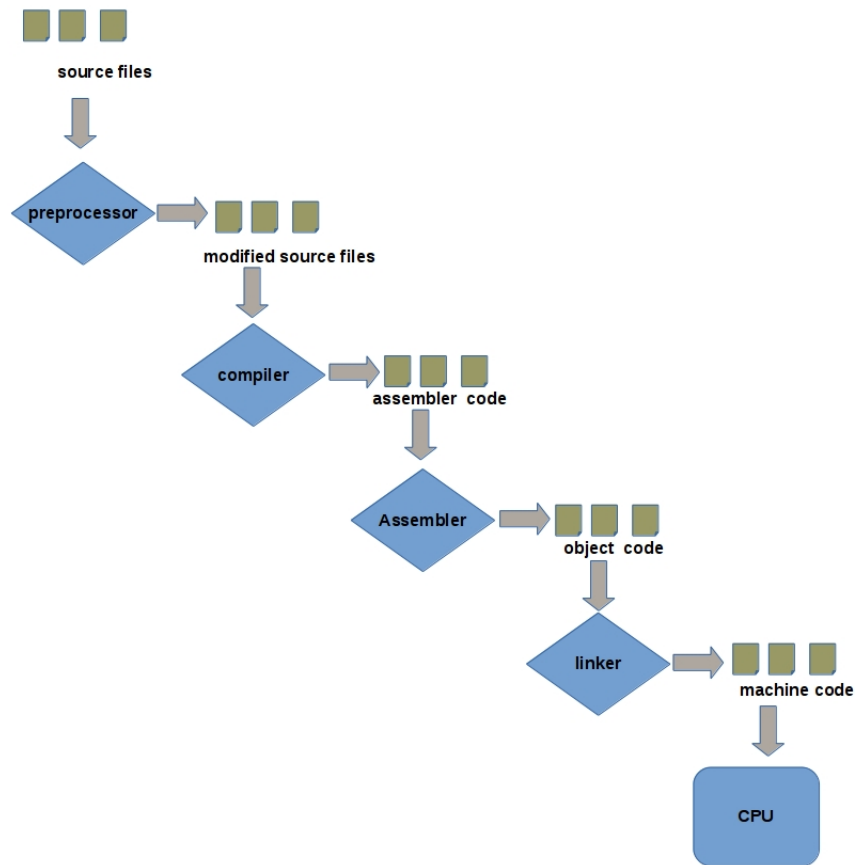 source files
preprocessor
modified source files
compiler
assembler code
Assembler
object code
linker
machine code
CPU